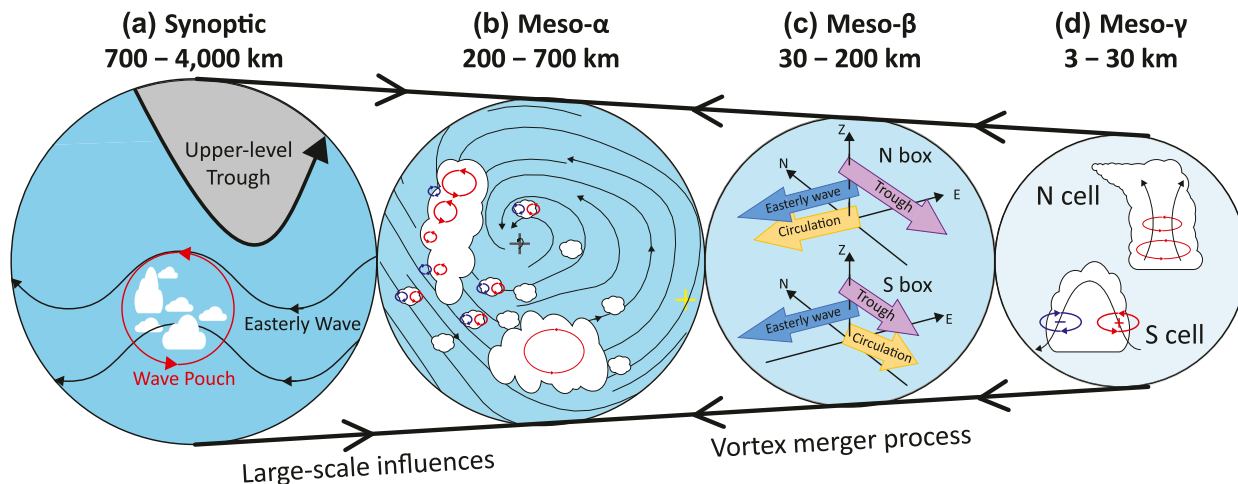 (a) Synoptic
700 – 4,000 km
(b) Meso-α
200 – 700 km
(c) Meso-β
30 – 200 km
(d) Meso-γ
3 – 30 km
Upper-level
Trough
Easterly Wave
Wave Pouch
Z
N
E
N box
Trough
Easterly wave
Circulation
Z
N
E
S box
Trough
Easterly wave
Circulation
N cell
–
+
S cell
Large-scale influences
Vortex merger process